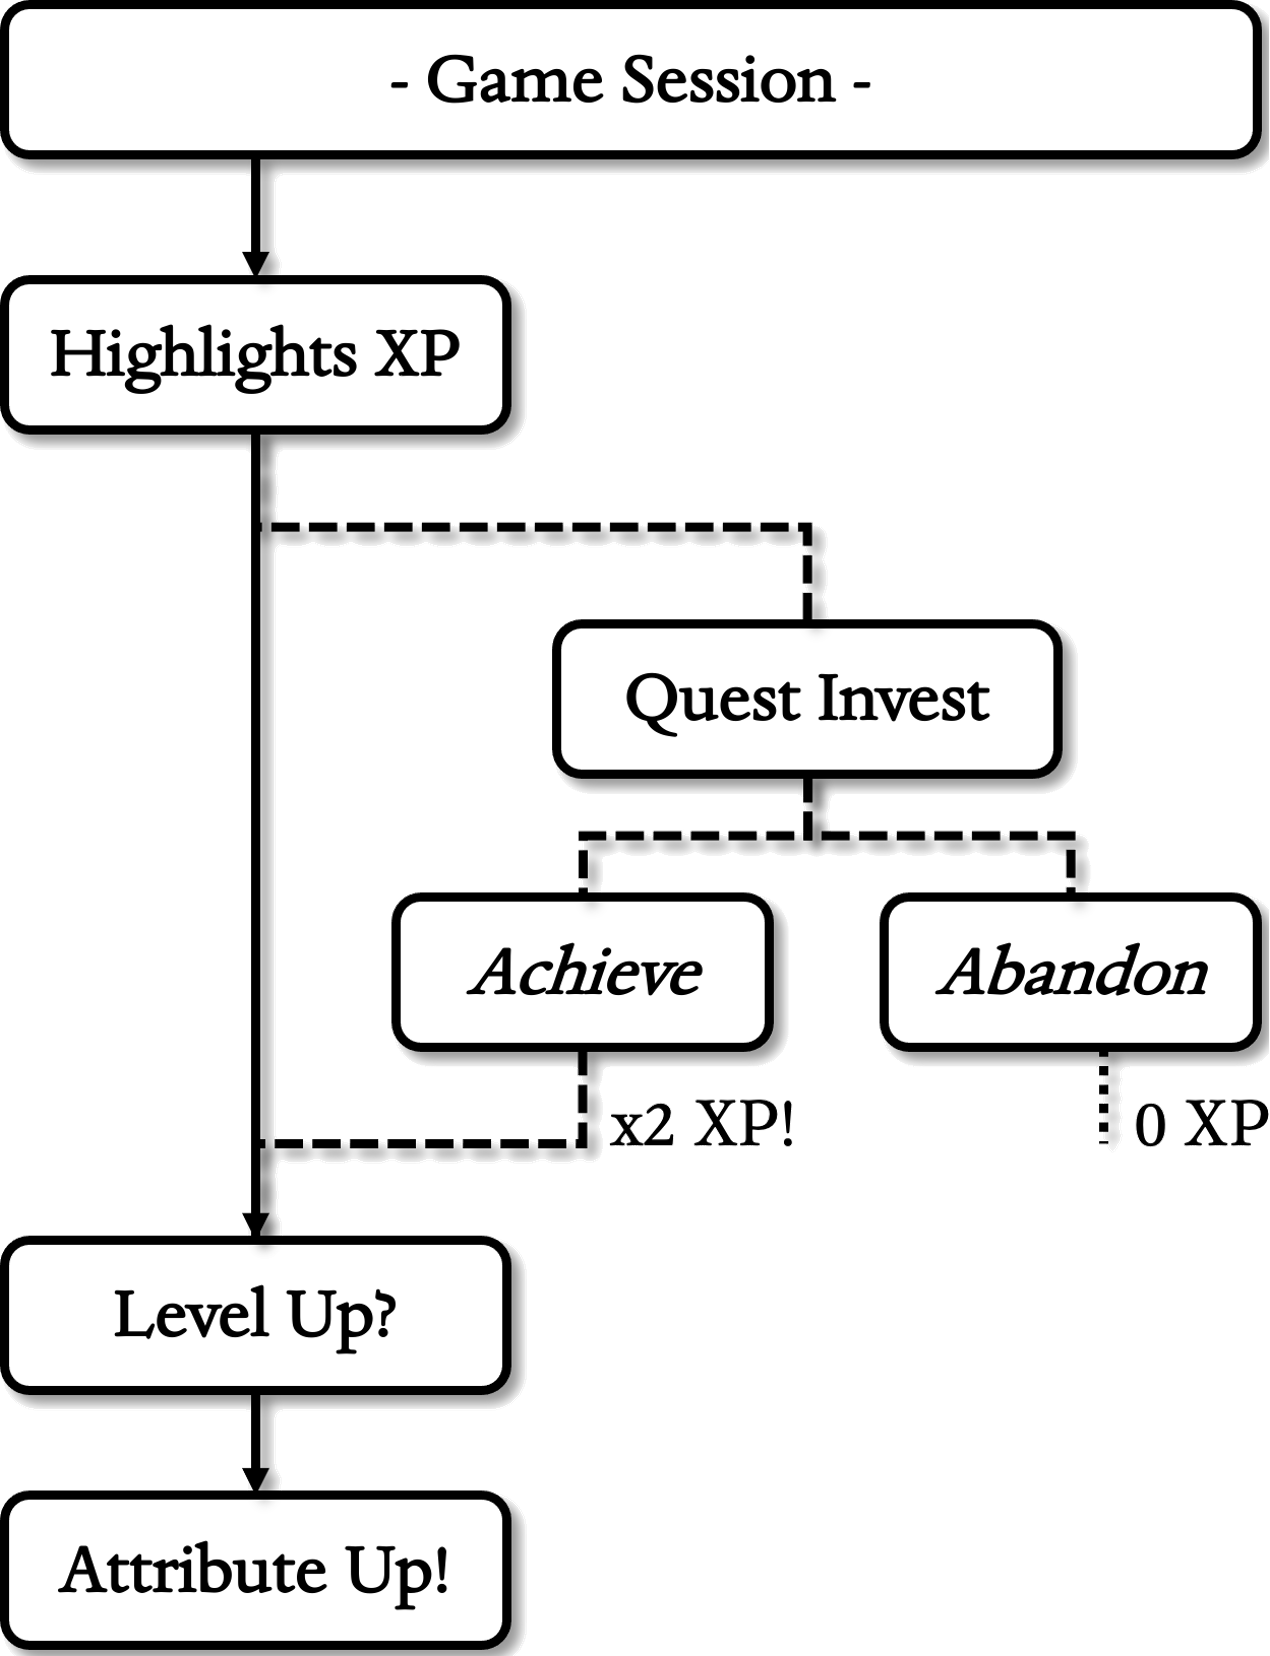 - Game Session -
Highlights XP
Quest Invest
Achieve
Abandon
x2 XP!
0 XP
Level Up?
Attribute Up!